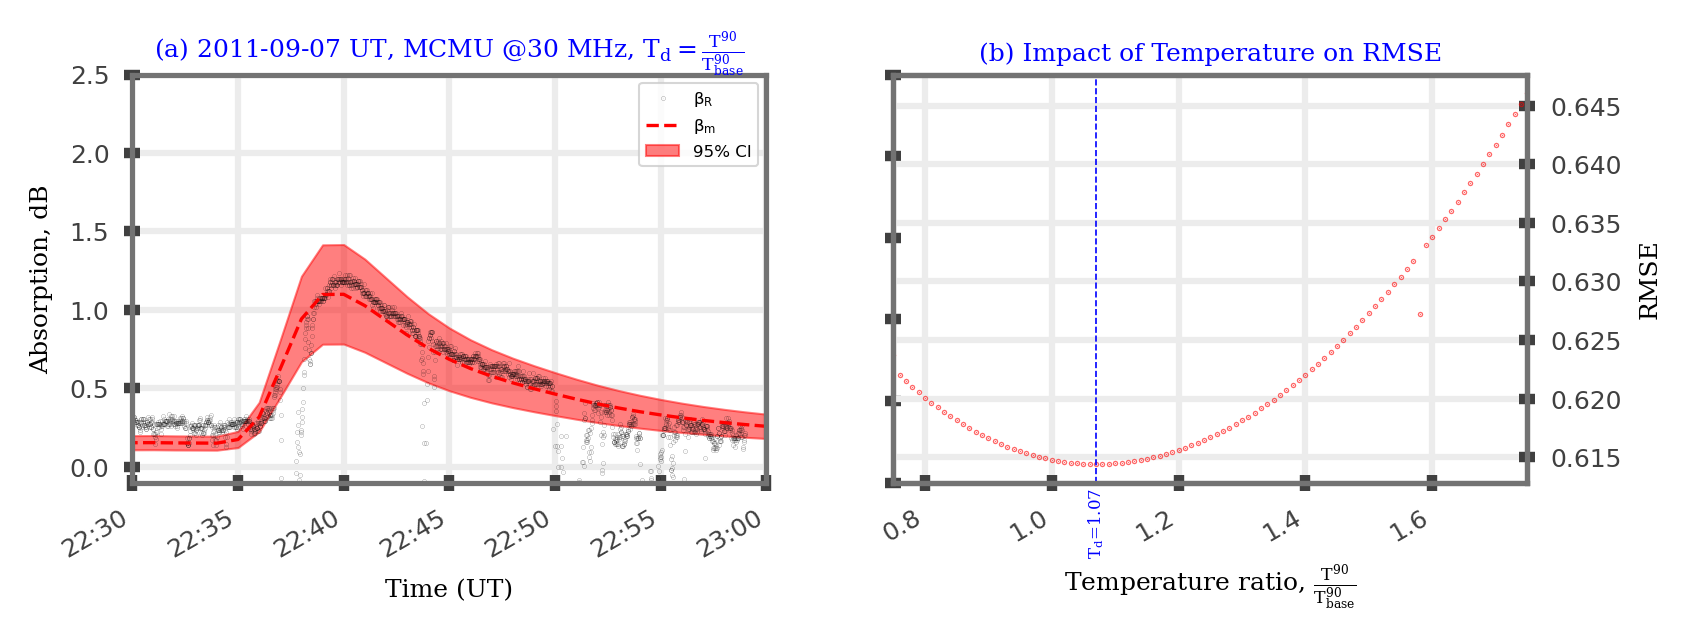 (a) 2011-09-07 UT, MCMU @30 MHz, T_d = T^90/T^90_base
2.5
2.0
1.5
1.0
0.5
0.0
Absorption, dB
β_R
β_m
95% CI
22:30 22:35 22:40 22:45 22:50 22:55 23:00
Time (UT)
(b) Impact of Temperature on RMSE
0.645
0.640
0.635
0.630
0.625
0.620
0.615
RMSE
0.8 1.0 1.2 1.4 1.6
T_d=1.07
Temperature ratio, T^90/T^90_base